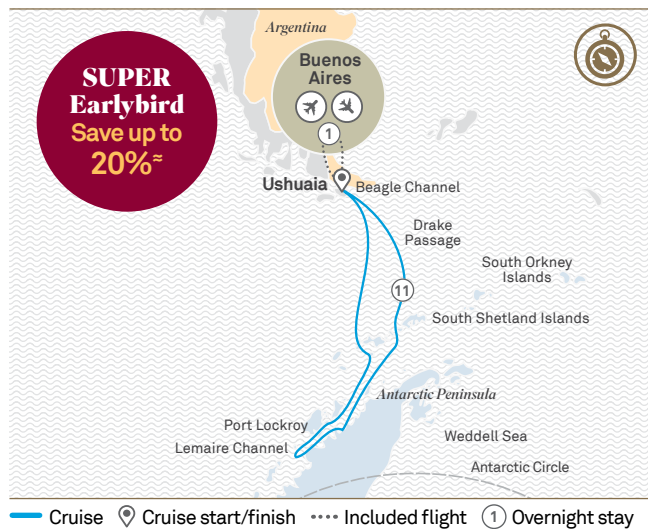 Argentina
SUPER
Earlybird
Save up to
20%≈
Buenos
Aires
1
Ushuaia
Beagle Channel
Drake
Passage
South Orkney
Islands
11
South Shetland Islands
Antarctic Peninsula
Port Lockroy
Lemaire Channel
Weddell Sea
Antarctic Circle
Cruise
Cruise start/finish
Included flight
1 Overnight stay